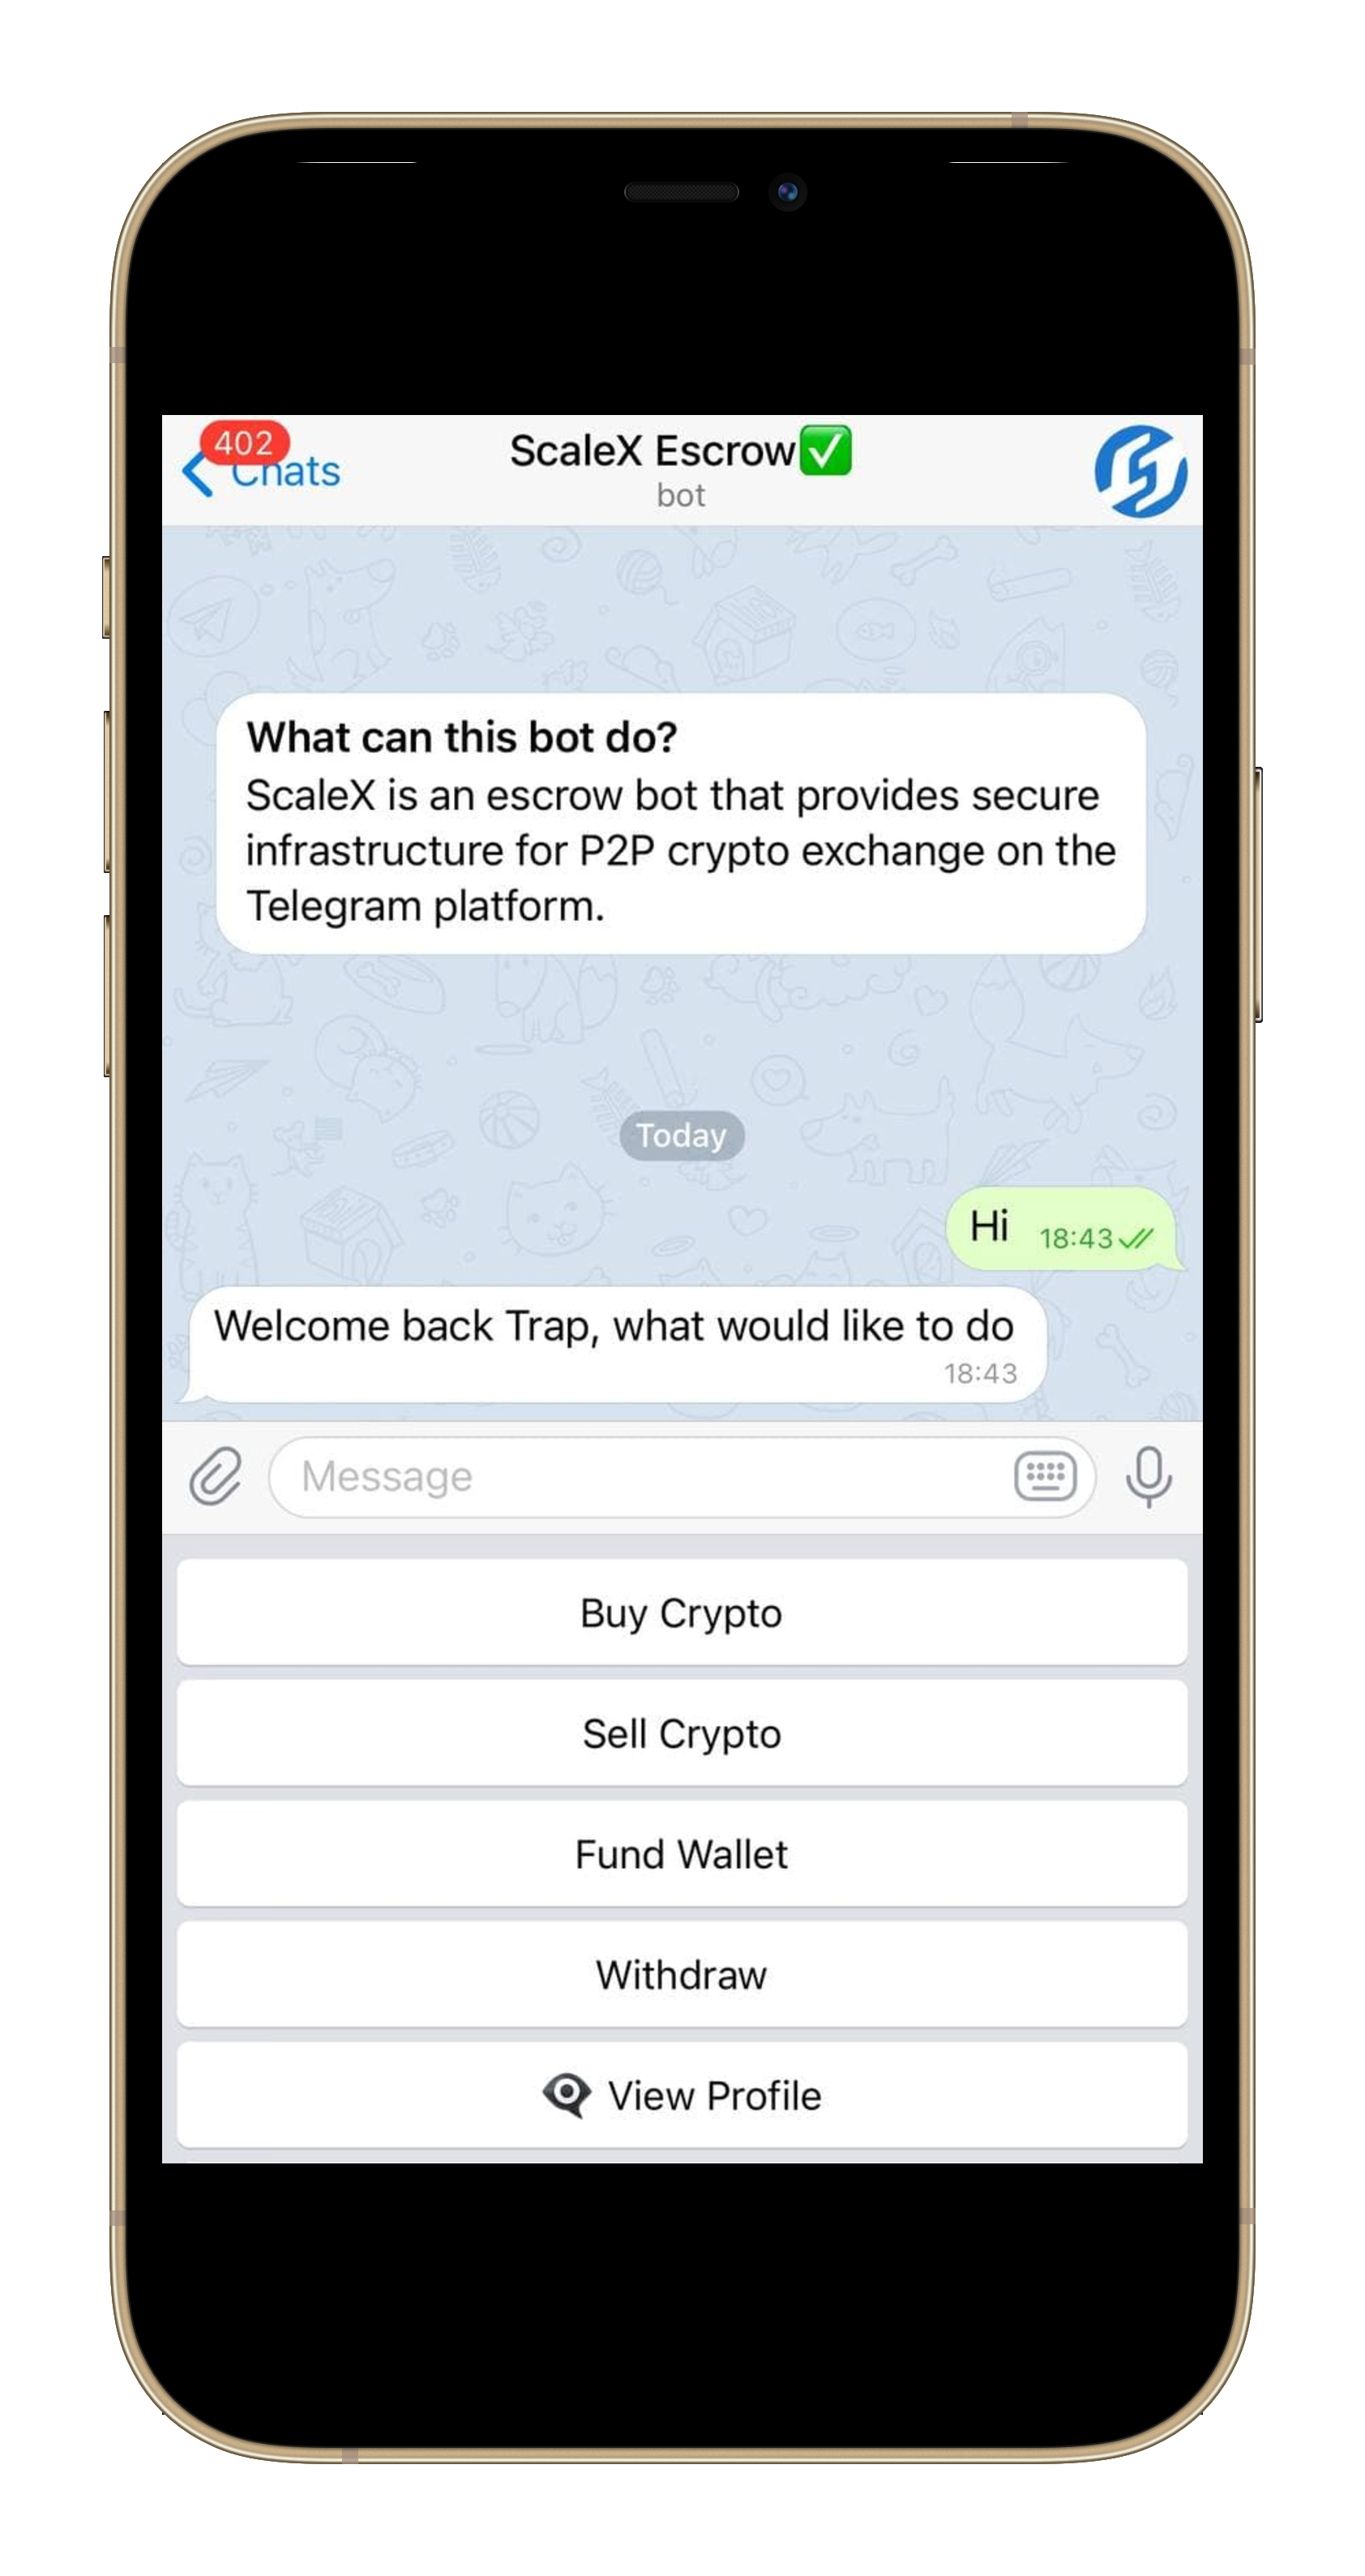 402
Chats
ScaleX Escrow✅
bot
What can this bot do?
ScaleX is an escrow bot that provides secure
infrastructure for P2P crypto exchange on the
Telegram platform.
Today
Hi 18:43
Welcome back Trap, what would like to do
18:43
Message
Buy Crypto
Sell Crypto
Fund Wallet
Withdraw
View Profile